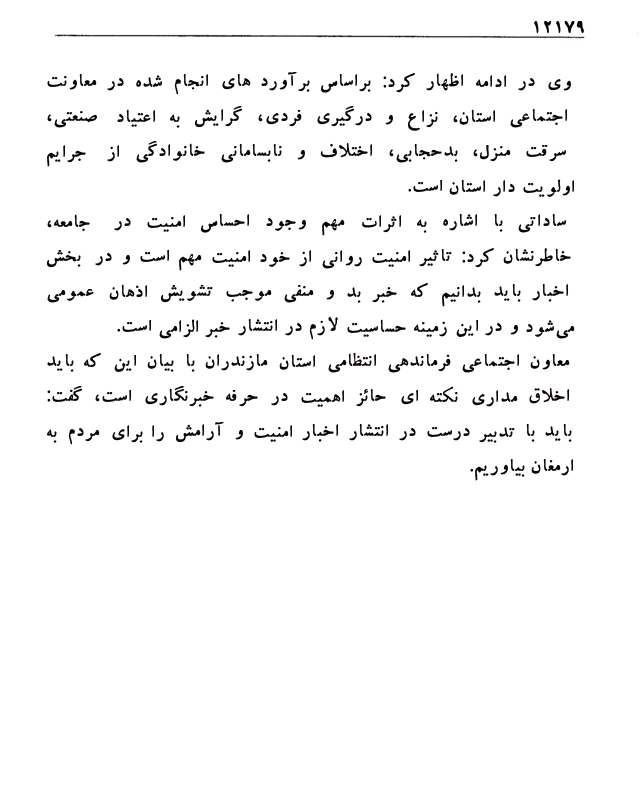 ۱۲۱۷۹
وی در ادامه اظهار کرد: براساس برآورد های انجام شده در معاونت
اجتماعی استان، نزاع و درگیری فردی، گرایش به اعتیاد صنعتی،
سرقت منزل، بدحجابی، اختلاف و نابسامانی خانوادگی از جرایم
اولویت دار استان است.
ساداتی با اشاره به اثرات مهم وجود احساس امنیت در جامعه،
خاطرنشان کرد: تاثیر امنیت روانی از خود امنیت مهم است و در بخش
اخبار باید بدانیم که خبر بد و منفی موجب تشویش اذهان عمومی
می‌شود و در این زمینه حساسیت لازم در انتشار خبر الزامی است.
معاون اجتماعی فرماندهی انتظامی استان مازندران با بیان این که باید
اخلاق مداری نکته ای حائز اهمیت در حرفه خبرنگاری است، گفت:
باید با تدبیر درست در انتشار اخبار امنیت و آرامش را برای مردم به
ارمغان بیاوریم.